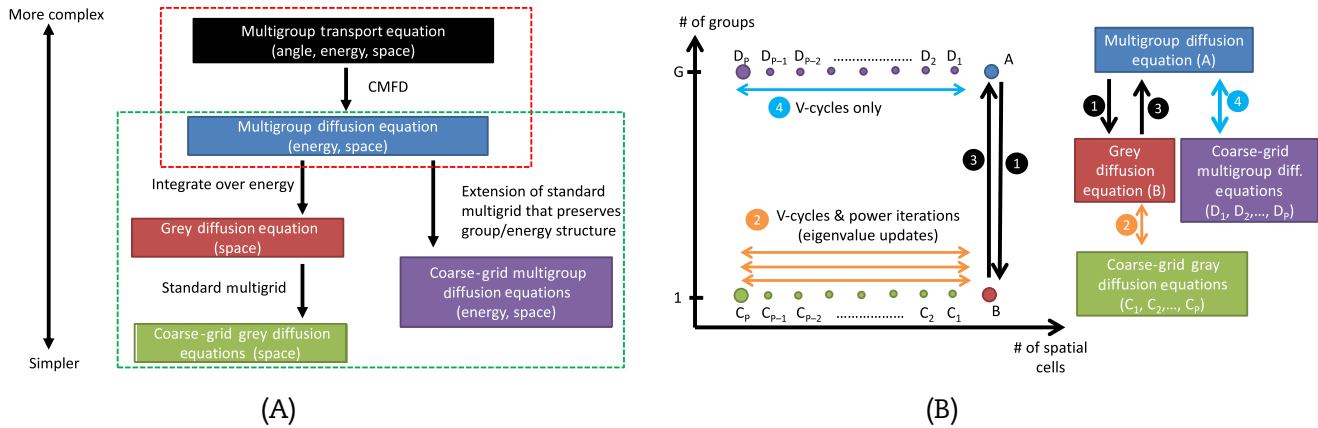 More complex
Multigroup transport equation
(angle, energy, space)
CMFD
Multigroup diffusion equation
(energy, space)
Integrate over energy
Extension of standard
multigrid that preserves
group/energy structure
Grey diffusion equation
(space)
Standard multigrid
Coarse-grid multigroup
diffusion equations
(energy, space)
Coarse-grid grey diffusion
equations (space)
Simpler
(A)
# of groups
G
D_P D_P–1 D_P–2 ................ D_2 D_1 A
4 V-cycles only
3 1
2 V-cycles & power iterations
(eigenvalue updates)
1
C_P C_P–1 C_P–2 ................ C_2 C_1 B
# of spatial
cells
Multigroup diffusion
equation (A)
1 3 4
Grey
diffusion
equation (B)
Coarse-grid
multigroup diff.
equations
(D_1, D_2,..., D_P)
2
Coarse-grid gray
diffusion equations
(C_1, C_2,..., C_P)
(B)